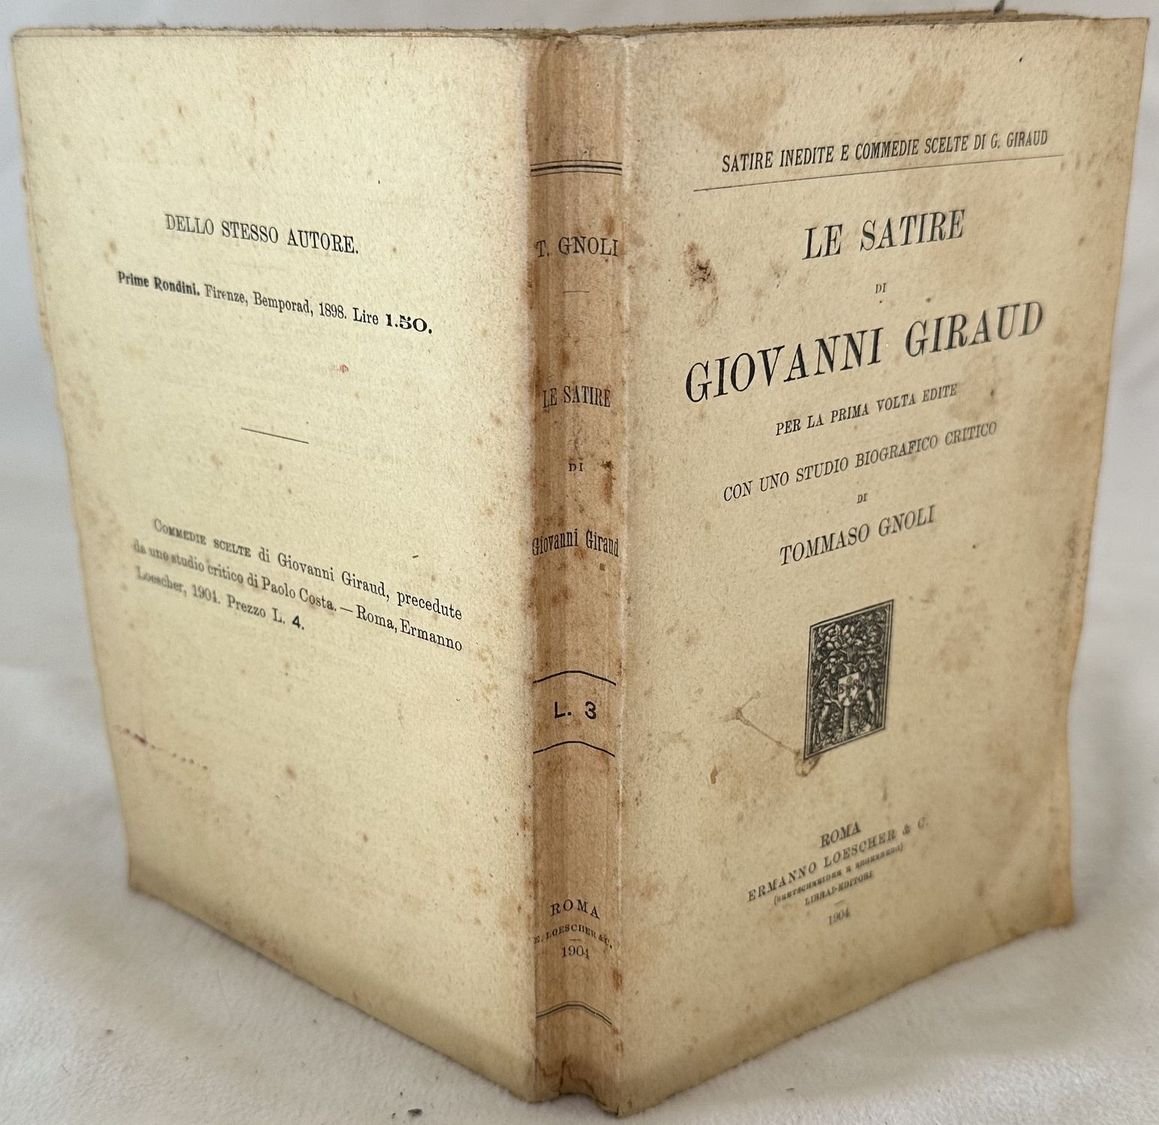 DELLO STESSO AUTORE.
Prime Rondini. Firenze, Bemporad, 1898. Lire 1.50.
COMMEDIE SCELTE di Giovanni Giraud, precedute
da uno studio critico di Paolo Costa. — Roma, Ermanno
Loescher, 1904. Prezzo L. 4.
T. GNOLI
LE SATIRE
DI
Giovanni Giraud
L. 3
ROMA
E. LOESCHER & C.
1904
SATIRE INEDITE E COMMEDIE SCELTE DI G. GIRAUD
LE SATIRE
DI
GIOVANNI GIRAUD
PER LA PRIMA VOLTA EDITE
CON UNO STUDIO BIOGRAFICO CRITICO
DI
TOMMASO GNOLI
ROMA
ERMANNO LOESCHER & C.
(BRETSCHNEIDER E REGENBERG)
LIBRAI-EDITORI
1904